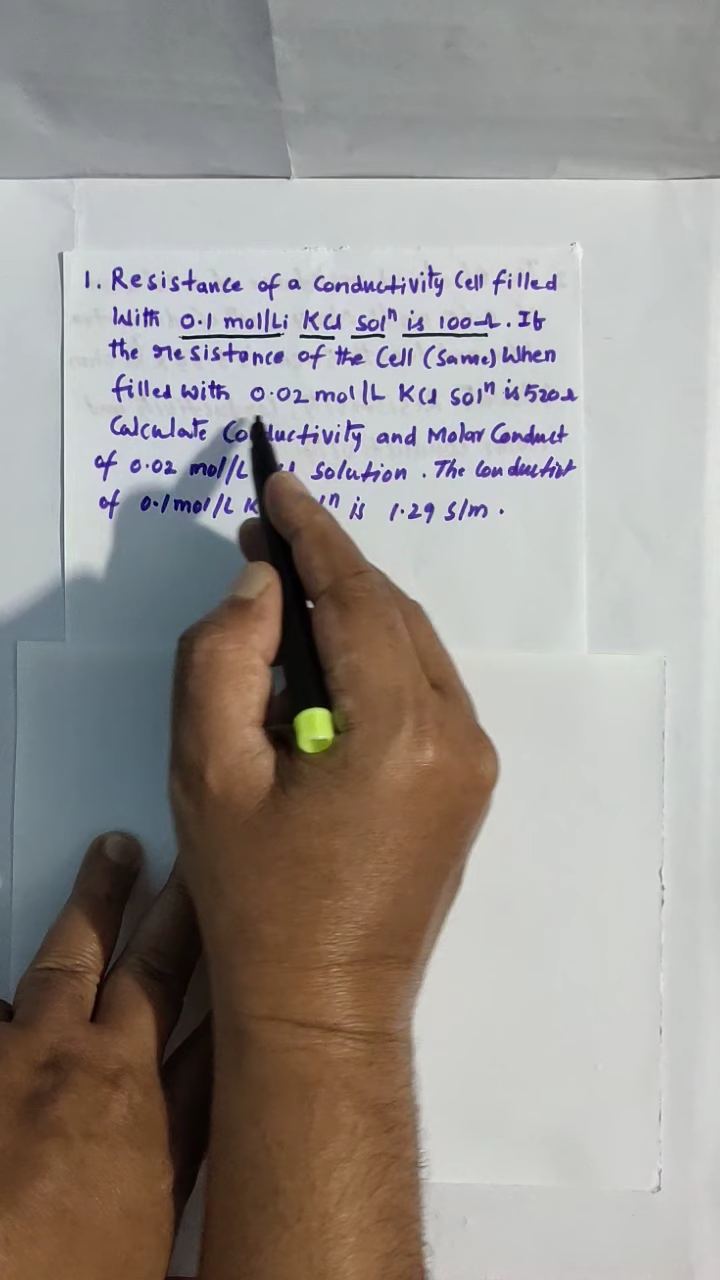 1. Resistance of a Conductivity Cell filled
With 0.1 mol/Li KCl Solⁿ is 100Ω. If
the resistance of the Cell (Same) When
filled with 0.02 mol/L KCl Solⁿ is 520Ω
Calculate Conductivity and Molar Conduct
of 0.02 mol/L solution. The Conductivt
of 0.1 mol/L is 1.29 S/m.